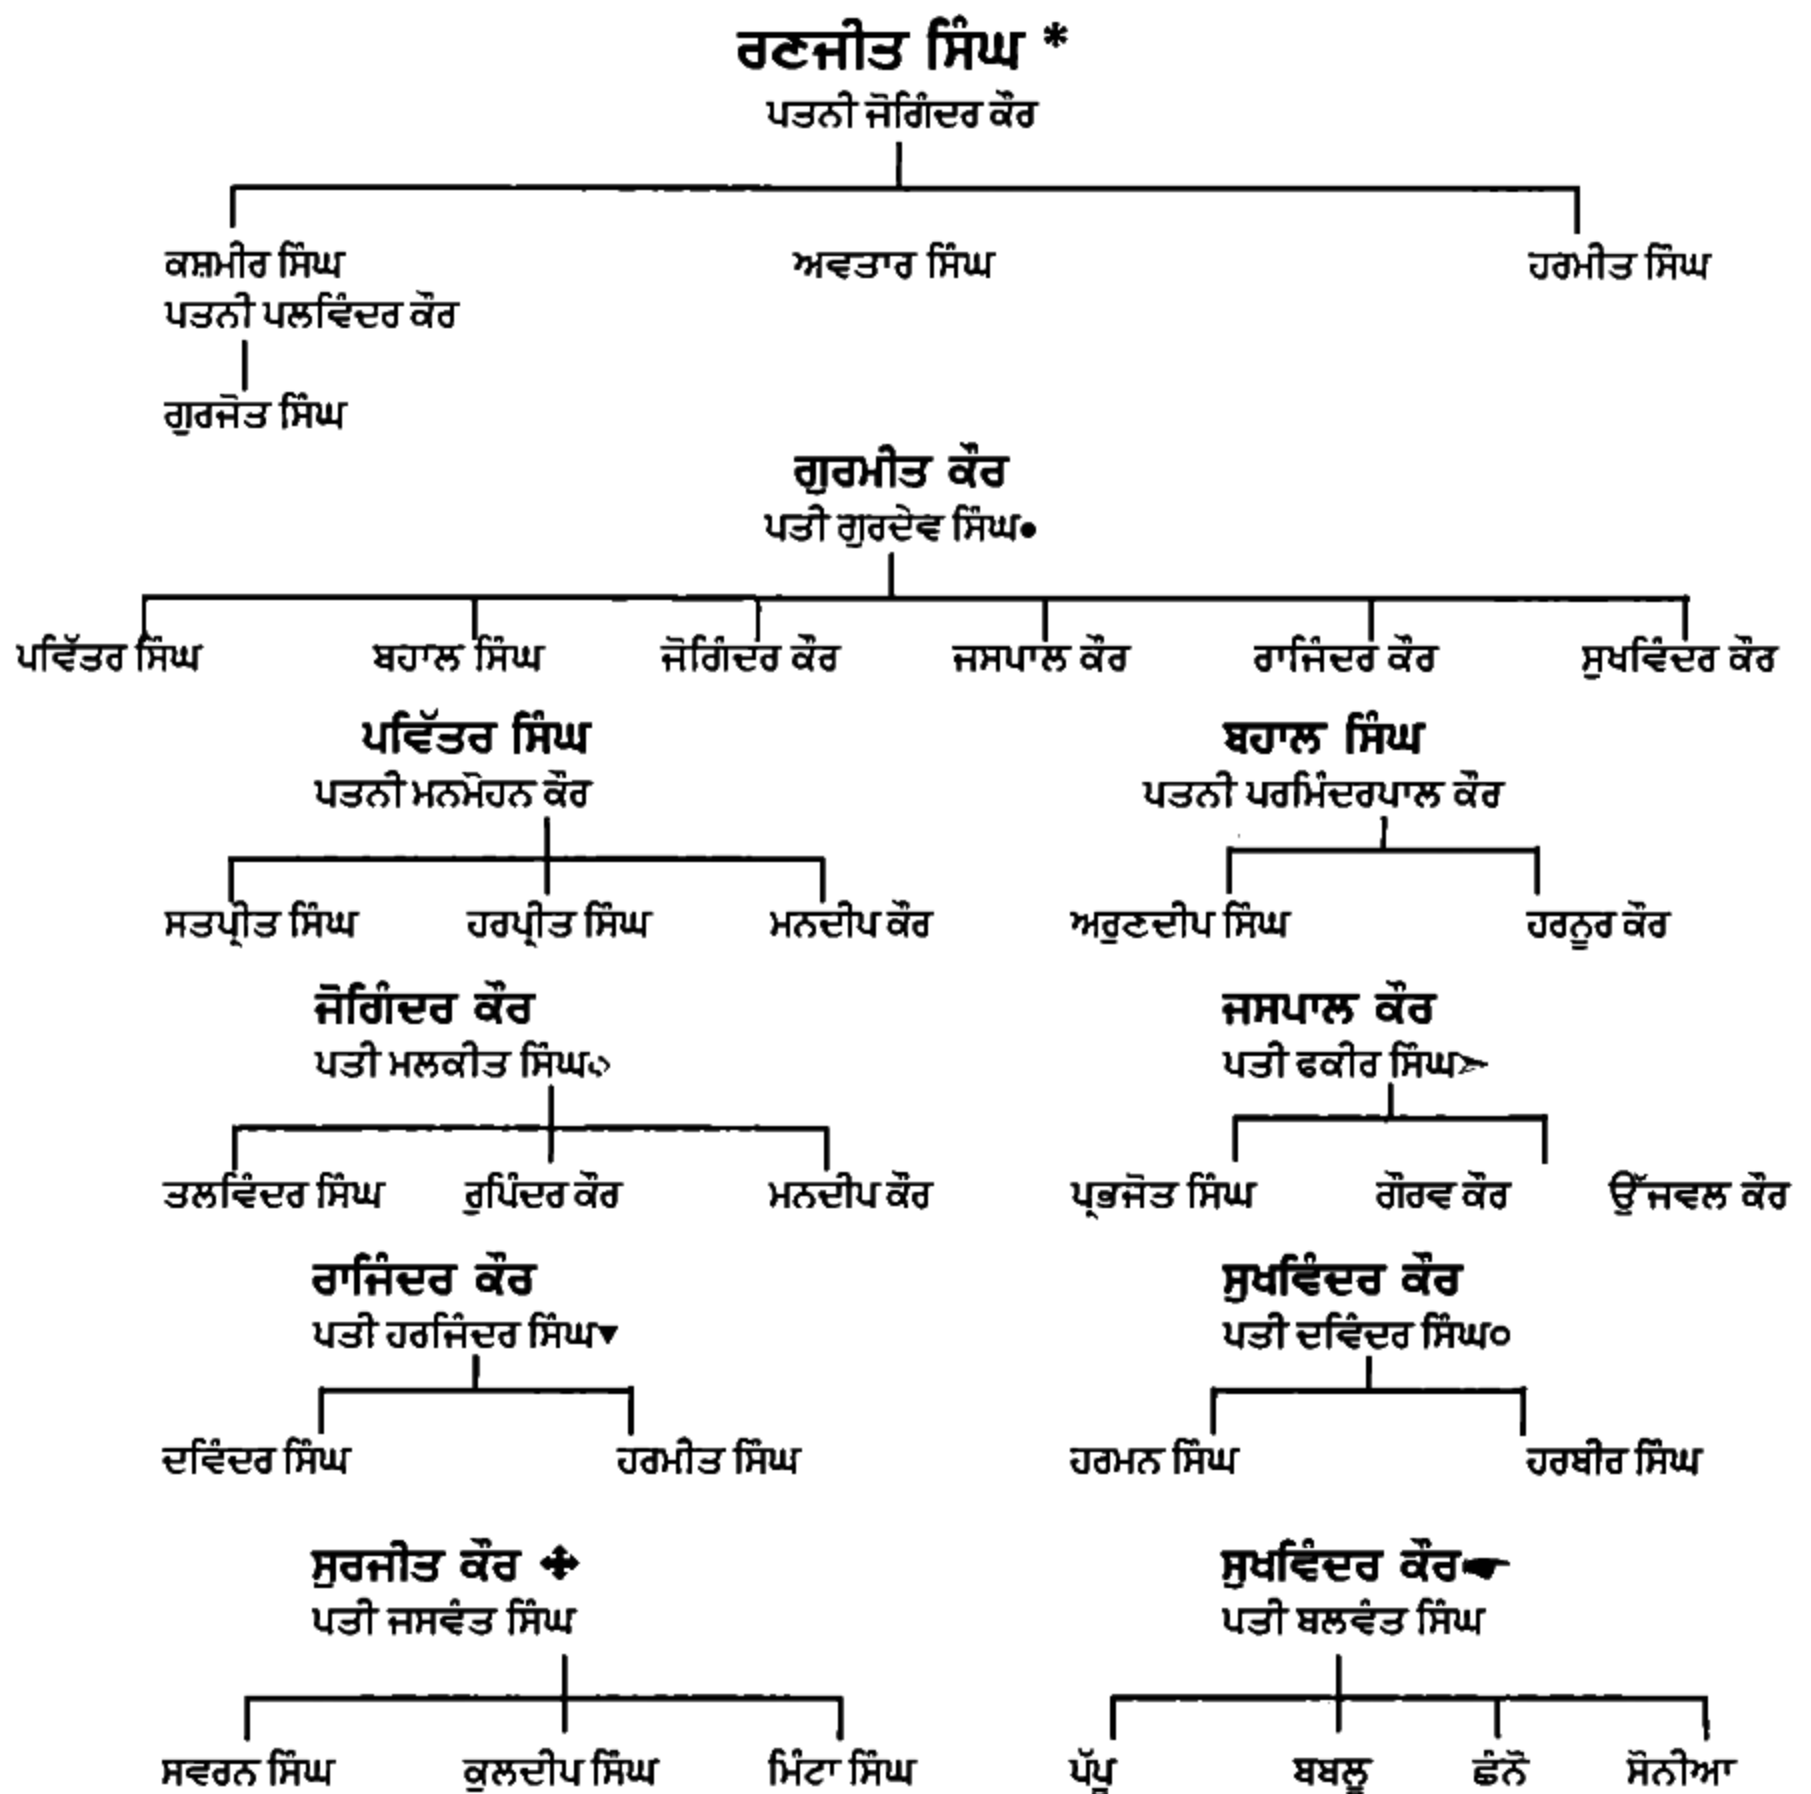 ਰਣਜੀਤ ਸਿੰਘ *
ਪਤਨੀ ਜੋਗਿੰਦਰ ਕੌਰ
ਕਸ਼ਮੀਰ ਸਿੰਘ ਅਵਤਾਰ ਸਿੰਘ ਹਰਮੀਤ ਸਿੰਘ
ਪਤਨੀ ਪਲਵਿੰਦਰ ਕੌਰ
ਗੁਰਜੋਤ ਸਿੰਘ
ਗੁਰਮੀਤ ਕੌਰ
ਪਤੀ ਗੁਰਦੇਵ ਸਿੰਘ●
ਪਵਿੱਤਰ ਸਿੰਘ ਬਹਾਲ ਸਿੰਘ ਜੋਗਿੰਦਰ ਕੌਰ ਜਸਪਾਲ ਕੌਰ ਰਾਜਿੰਦਰ ਕੌਰ ਸੁਖਵਿੰਦਰ ਕੌਰ
ਪਵਿੱਤਰ ਸਿੰਘ ਬਹਾਲ ਸਿੰਘ
ਪਤਨੀ ਮਨਮੋਹਨ ਕੌਰ ਪਤਨੀ ਪਰਮਿੰਦਰਪਾਲ ਕੌਰ
ਸਤਪ੍ਰੀਤ ਸਿੰਘ ਹਰਪ੍ਰੀਤ ਸਿੰਘ ਮਨਦੀਪ ਕੌਰ ਅਰੁਣਦੀਪ ਸਿੰਘ ਹਰਨੂਰ ਕੌਰ
ਜੋਗਿੰਦਰ ਕੌਰ ਜਸਪਾਲ ਕੌਰ
ਪਤੀ ਮਲਕੀਤ ਸਿੰਘ◇ ਪਤੀ ਫਕੀਰ ਸਿੰਘ➢
ਤਲਵਿੰਦਰ ਸਿੰਘ ਰੁਪਿੰਦਰ ਕੌਰ ਮਨਦੀਪ ਕੌਰ ਪ੍ਰਭਜੋਤ ਸਿੰਘ ਗੌਰਵ ਕੌਰ ਉੱਜਵਲ ਕੌਰ
ਰਾਜਿੰਦਰ ਕੌਰ ਸੁਖਵਿੰਦਰ ਕੌਰ
ਪਤੀ ਹਰਜਿੰਦਰ ਸਿੰਘ▼ ਪਤੀ ਦਵਿੰਦਰ ਸਿੰਘ○
ਦਵਿੰਦਰ ਸਿੰਘ ਹਰਮੀਤ ਸਿੰਘ ਹਰਮਨ ਸਿੰਘ ਹਰਬੀਰ ਸਿੰਘ
ਸੁਰਜੀਤ ਕੌਰ ✥ ਸੁਖਵਿੰਦਰ ਕੌਰ☛
ਪਤੀ ਜਸਵੰਤ ਸਿੰਘ ਪਤੀ ਬਲਵੰਤ ਸਿੰਘ
ਸਵਰਨ ਸਿੰਘ ਕੁਲਦੀਪ ਸਿੰਘ ਮਿੰਟਾ ਸਿੰਘ ਪੱਪੂ ਬਬਲੂ ਛੰਨੋ ਸੋਨੀਆ